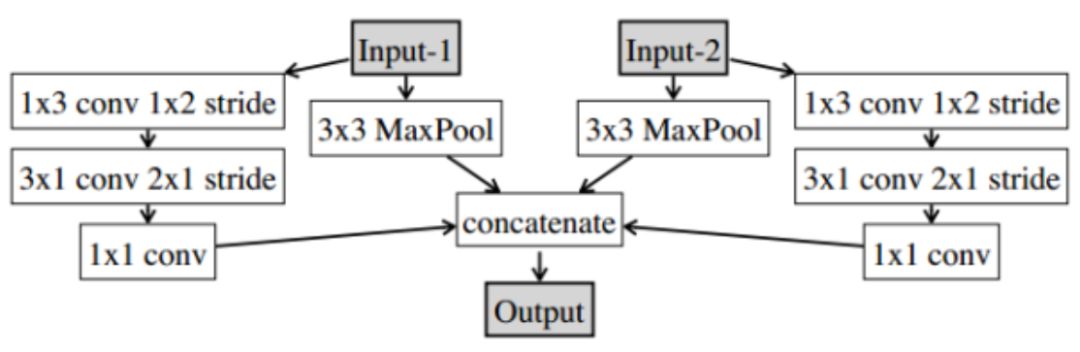 Input-1
Input-2
1x3 conv 1x2 stride
3x3 MaxPool
3x3 MaxPool
1x3 conv 1x2 stride
3x1 conv 2x1 stride
3x1 conv 2x1 stride
concatenate
1x1 conv
1x1 conv
Output